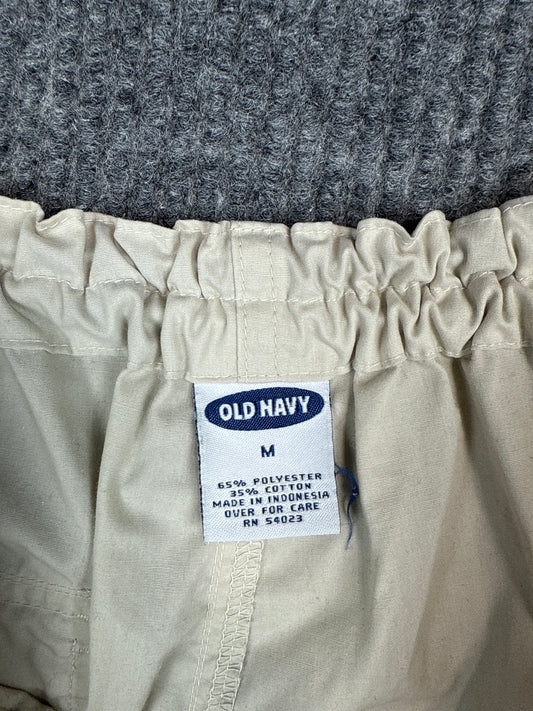 OLD NAVY
M
65% POLYESTER
35% COTTON
MADE IN INDONESIA
OVER FOR CARE
RN 54023